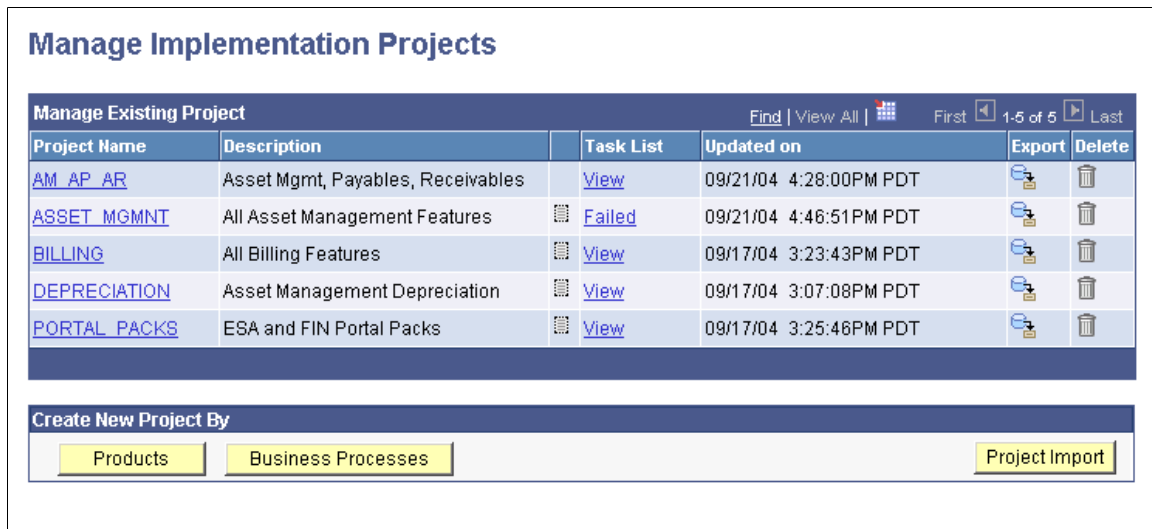 Manage Implementation Projects
Manage Existing Project Find | View All | First 1-5 of 5 Last
Project Name Description Task List Updated on Export Delete
AM_AP_AR Asset Mgmt, Payables, Receivables View 09/21/04 4:28:00PM PDT
ASSET_MGMNT All Asset Management Features Failed 09/21/04 4:46:51PM PDT
BILLING All Billing Features View 09/17/04 3:23:43PM PDT
DEPRECIATION Asset Management Depreciation View 09/17/04 3:07:08PM PDT
PORTAL_PACKS ESA and FIN Portal Packs View 09/17/04 3:25:46PM PDT
Create New Project By
Products Business Processes Project Import